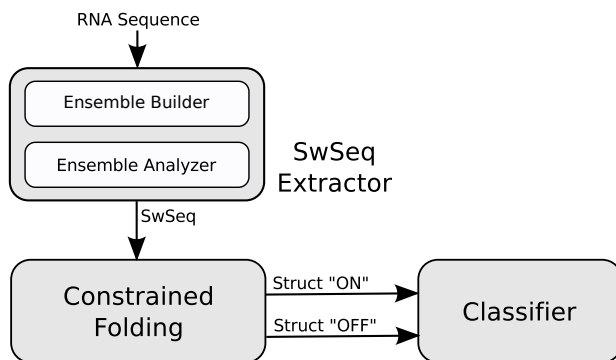 RNA Sequence
Ensemble Builder
Ensemble Analyzer
SwSeq
Extractor
SwSeq
Constrained
Folding
Struct "ON"
Struct "OFF"
Classifier